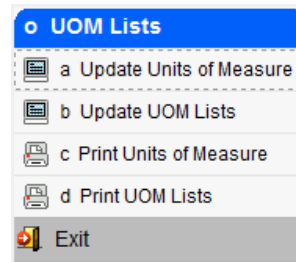 o UOM Lists
a Update Units of Measure
b Update UOM Lists
c Print Units of Measure
d Print UOM Lists
Exit